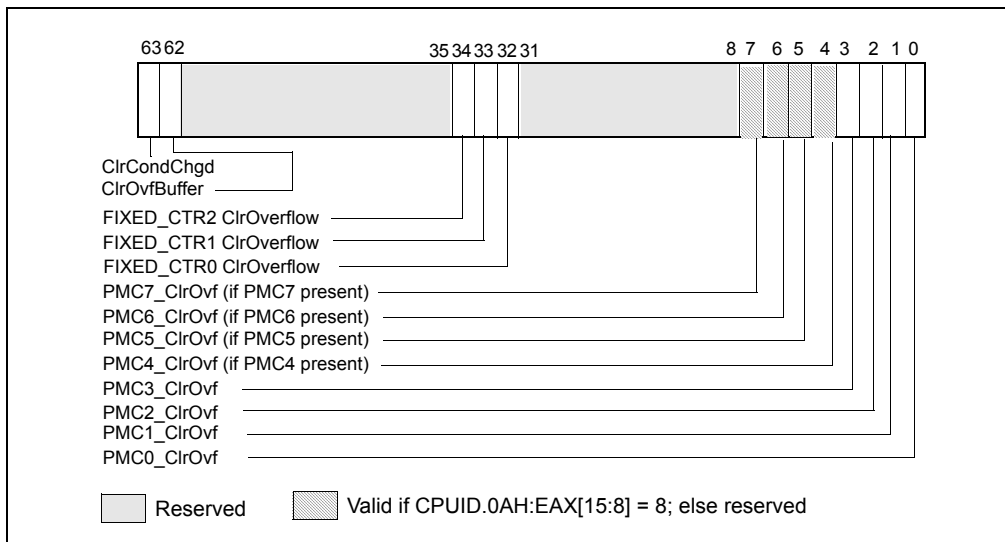 63 62 35 34 33 32 31 8 7 6 5 4 3 2 1 0
ClrCondChgd
ClrOvfBuffer
FIXED_CTR2 ClrOverflow
FIXED_CTR1 ClrOverflow
FIXED_CTR0 ClrOverflow
PMC7_ClrOvf (if PMC7 present)
PMC6_ClrOvf (if PMC6 present)
PMC5_ClrOvf (if PMC5 present)
PMC4_ClrOvf (if PMC4 present)
PMC3_ClrOvf
PMC2_ClrOvf
PMC1_ClrOvf
PMC0_ClrOvf
Reserved Valid if CPUID.0AH:EAX[15:8] = 8; else reserved